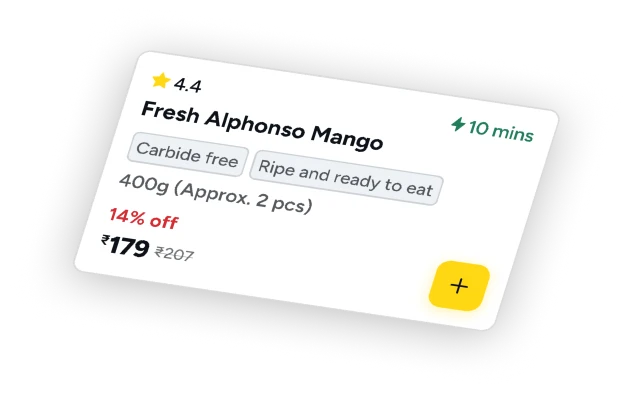 4.4
10 mins
Fresh Alphonso Mango
Carbide free
Ripe and ready to eat
400g (Approx. 2 pcs)
14% off
₹179 ₹207
+